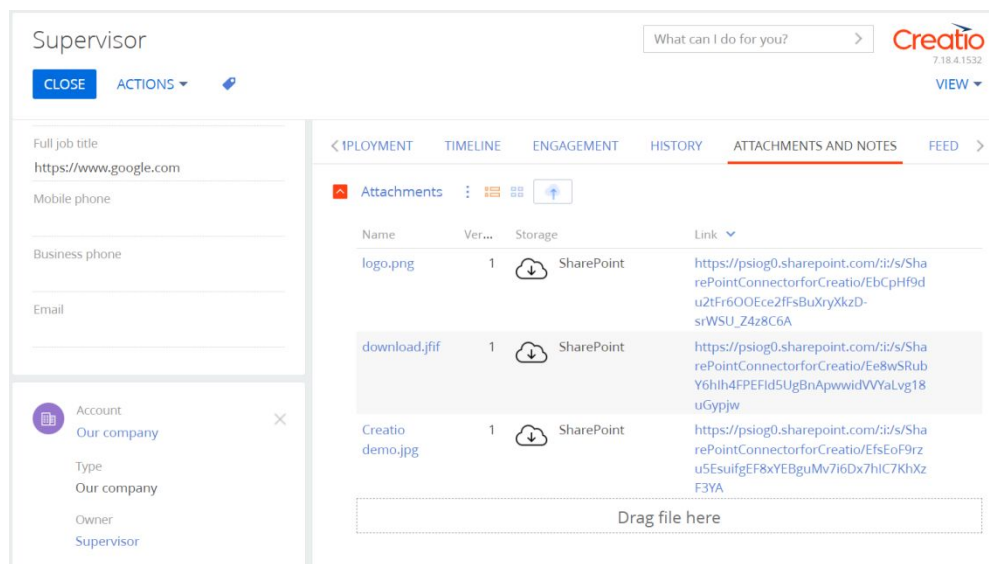 Supervisor
What can I do for you?
Creatio
7.18.4.1532
CLOSE
ACTIONS
VIEW
Full job title
https://www.google.com
Mobile phone
Business phone
Email
Account
Our company
Type
Our company
Owner
Supervisor
TIMELINE ENGAGEMENT HISTORY ATTACHMENTS AND NOTES FEED
Attachments
Name Ver... Storage Link
logo.png 1 SharePoint https://psiog0.sharepoint.com/:i:/s/Sha
rePointConnectorforCreatio/EbCpHf9d
u2tFr6OOEce2fFsBuXryXkzD-
srWSU_Z4z8C6A
download.jfif 1 SharePoint https://psiog0.sharepoint.com/:i:/s/Sha
rePointConnectorforCreatio/Ee8wSRub
uGypjw
Creatio 1 SharePoint https://psiog0.sharepoint.com/:i:/s/Sha
demo.jpg rePointConnectorforCreatio/EfsEoF9rz
F3YA
Drag file here